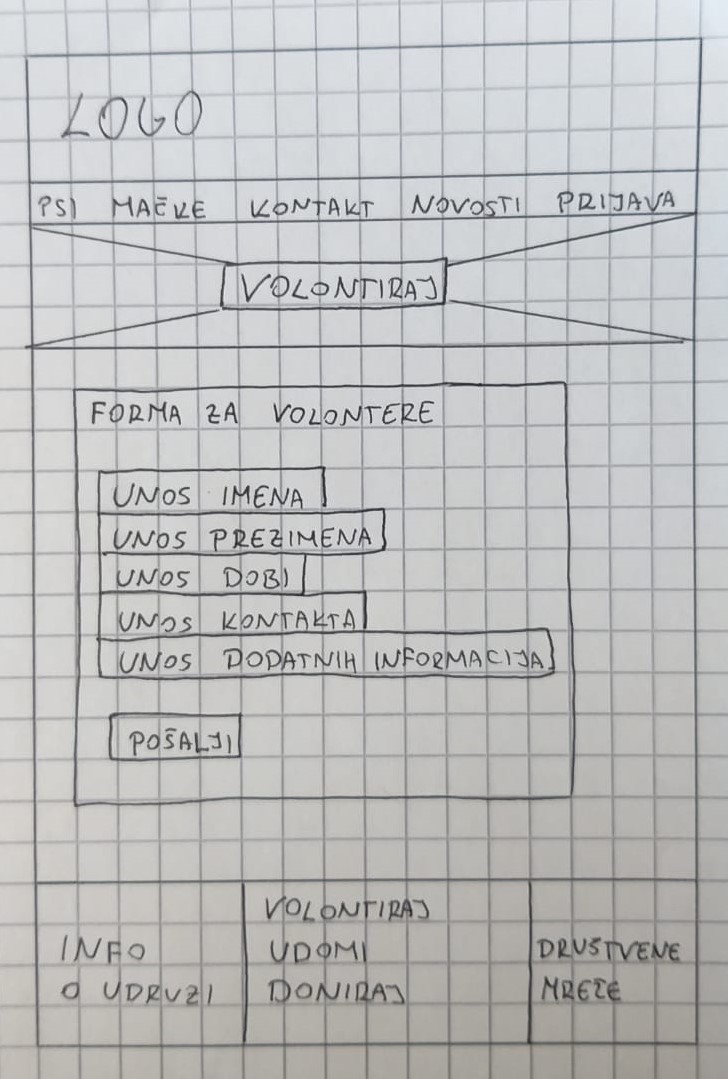 LOGO
PSI MAČKE KONTAKT NOVOSTI PRIJAVA
VOLONTIRAJ
FORMA ZA VOLONTERE
UNOS IMENA
UNOS PREZIMENA
UNOS DOBI
UNOS KONTAKTA
UNOS DODATNIH INFORMACIJA
POŠALJI
INFO
O UDRUZI
VOLONTIRAJ
UDOMI
DONIRAJ
DRUŠTVENE
MREŽE